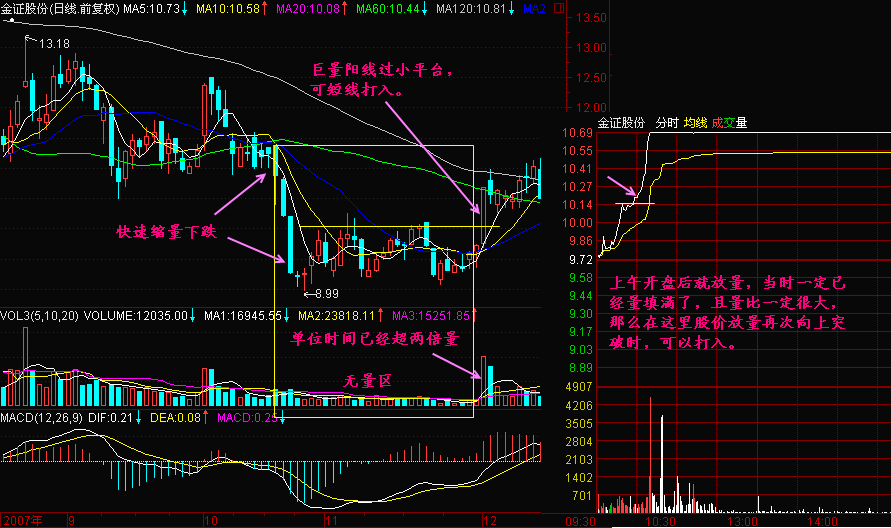 金证股份(日线.前复权) MA5:10.73↓ MA10:10.58↑ MA20:10.08↑ MA60:10.44↓ MA120:10.81↓ MA2
13.50
13.18
13.00
12.50
12.00
巨量阳线过小平台，
可短线打入。
快速缩量下跌
8.99
金证股份 分时 均线 成交量
10.69
10.55
10.41
10.27
10.14
10.00
9.86
9.72
9.58
9.44
9.30
9.17
9.03
8.89
上午开盘后就放量，当时一定已
经量填满了，且量比一定很大，
那么在这里股价放量再次向上突
破时，可以打入。
VOL3(5,10,20) VOLUME:12035.00↓ MA1:16945.55↓ MA2:23818.11↑ MA3:15251.85↑
单位时间已经超两倍量
无量区
4907
4206
3505
2804
2103
1402
701
MACD(12,26,9) DIF:0.21↓ DEA:0.08↑ MACD:0.25↓
2007年 9 10 11 12
09:30 10:30 13:00 14:00